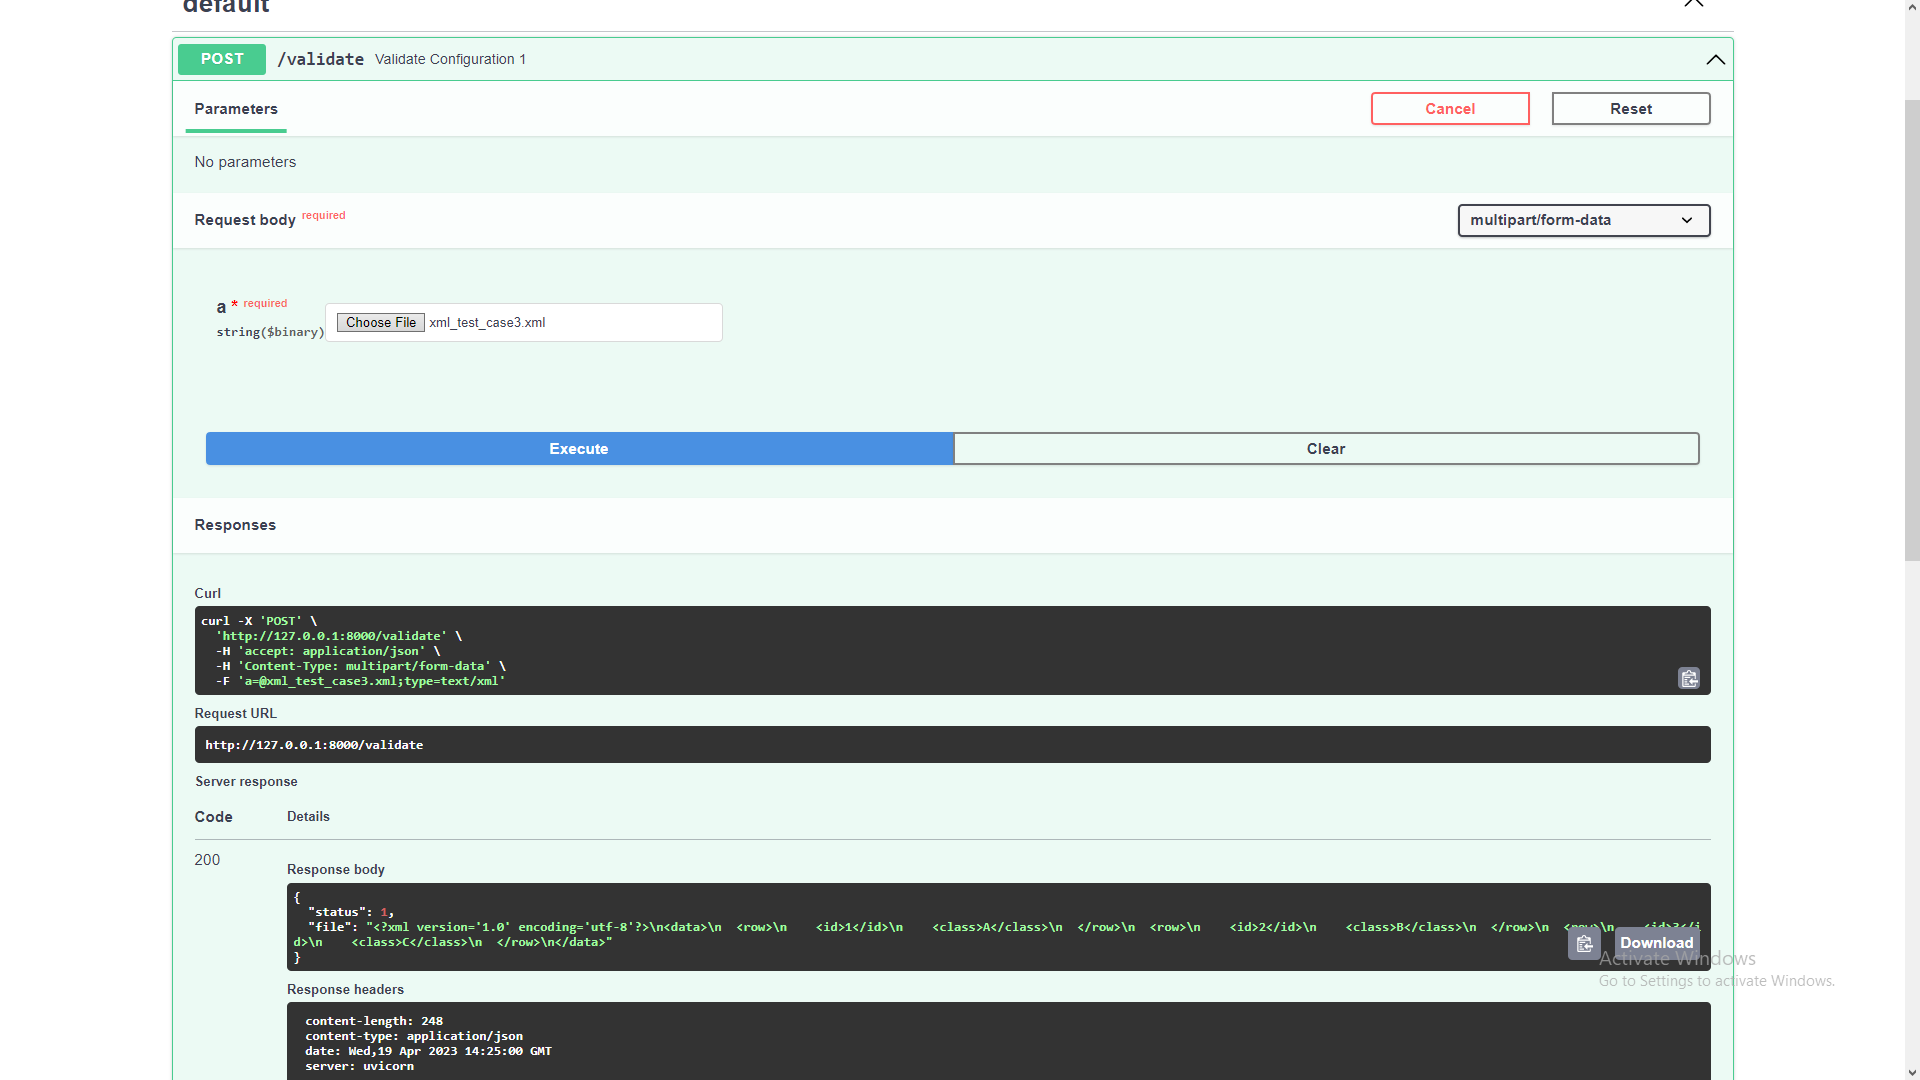 default
POST /validate Validate Configuration 1
Parameters
Cancel
Reset
No parameters
Request body required
multipart/form-data
a * required
string($binary)
Choose File xml_test_case3.xml
Execute
Clear
Responses
Curl
curl -X 'POST' \
'http://127.0.0.1:8000/validate' \
-H 'accept: application/json' \
-H 'Content-Type: multipart/form-data' \
-F 'a=@xml_test_case3.xml;type=text/xml'
Request URL
http://127.0.0.1:8000/validate
Server response
Code Details
200
Response body
{
"status": 1,
"file": "<?xml version='1.0' encoding='utf-8'?>\n<data>\n  <row>\n    <id>1</id>\n    <class>A</class>\n  </row>\n  <row>\n    <id>2</id>\n    <class>B</class>\n  </row>\n  <row>\n    <id>3</i
d>\n    <class>C</class>\n  </row>\n</data>"
}
Download
Activate Windows
Go to Settings to activate Windows.
Response headers
content-length: 248
content-type: application/json
date: Wed,19 Apr 2023 14:25:00 GMT
server: uvicorn